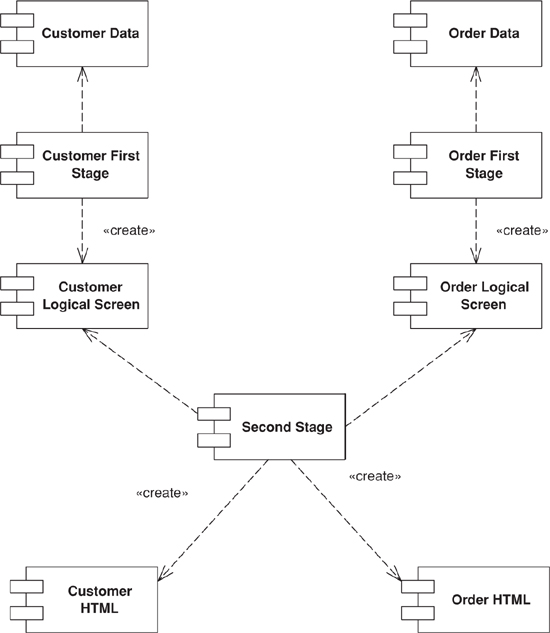 Customer Data
Order Data
Customer First
Stage
Order First
Stage
«create»
«create»
Customer
Logical Screen
Order Logical
Screen
Second Stage
«create»
«create»
Customer
HTML
Order HTML